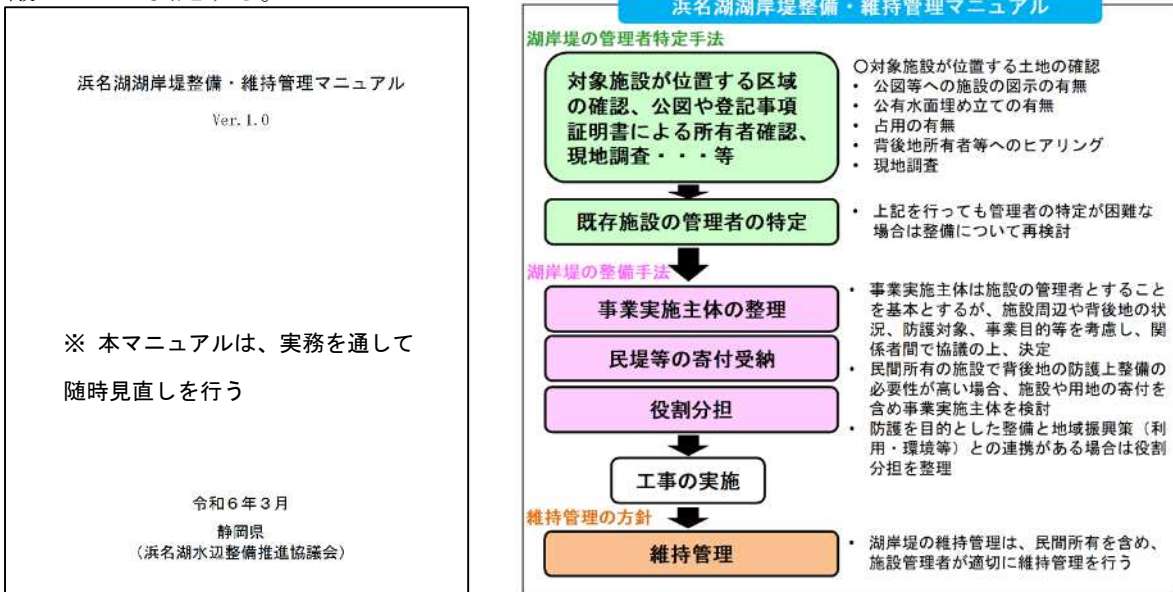 浜名湖湖岸堤整備・維持管理マニュアル
Ver.1.0
※ 本マニュアルは、実務を通して
随時見直しを行う
令和６年３月
静岡県
（浜名湖水辺整備推進協議会）
浜名湖湖岸堤整備・維持管理マニュアル
湖岸堤の管理者特定手法
対象施設が位置する区域
の確認、公図や登記事項
証明書による所有者確認、
現地調査・・・等
〇対象施設が位置する土地の確認
・ 公図等への施設の図示の有無
・ 公有水面埋め立ての有無
・ 占用の有無
・ 背後地所有者等へのヒアリング
・ 現地調査
既存施設の管理者の特定
・ 上記を行っても管理者の特定が困難な
場合は整備について再検討
湖岸堤の整備手法
事業実施主体の整理
民堤等の寄付受納
役割分担
・ 事業実施主体は施設の管理者とすること
を基本とするが、施設周辺や背後地の状
況、防護対象、事業目的等を考慮し、関
係者間で協議の上、決定
・ 民間所有の施設で背後地の防護上整備の
必要性が高い場合、施設や用地の寄付を
含め事業実施主体を検討
・ 防護を目的とした整備と地域振興策（利
用・環境等）との連携がある場合は役割
分担を整理
工事の実施
維持管理の方針
維持管理
・ 湖岸堤の維持管理は、民間所有を含め、
施設管理者が適切に維持管理を行う